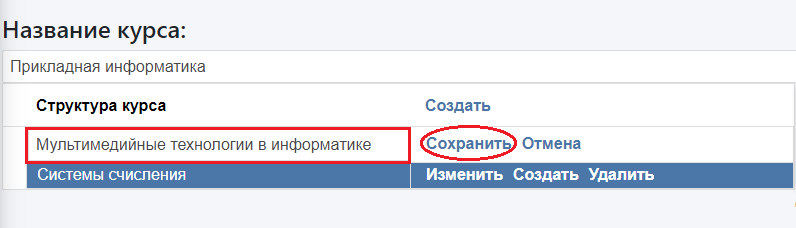 Название курса:
Прикладная информатика
Структура курса Создать
Мультимедийные технологии в информатике Сохранить Отмена
Системы счисления Изменить Создать Удалить